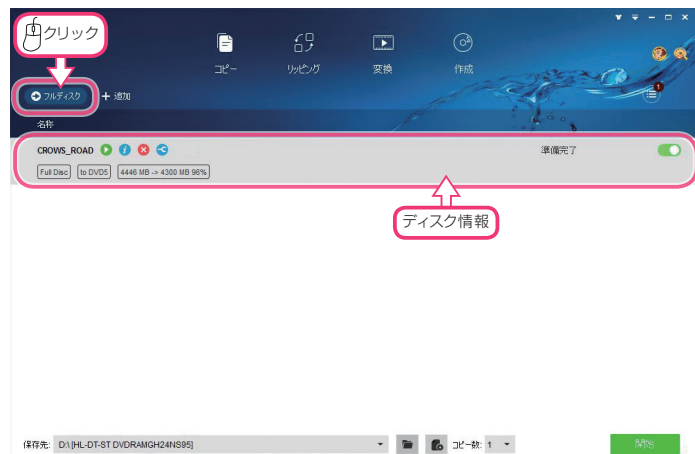 クリック
コピー リッピング 変換 作成
フルディスク + 追加
1
名称
CROWS_ROAD 準備完了
Full Disc to DVD5 4446 MB -> 4300 MB 96%
ディスク情報
保存先: D:\ [HL-DT-ST DVDRAMGH24NS95] コピー数: 1 開始